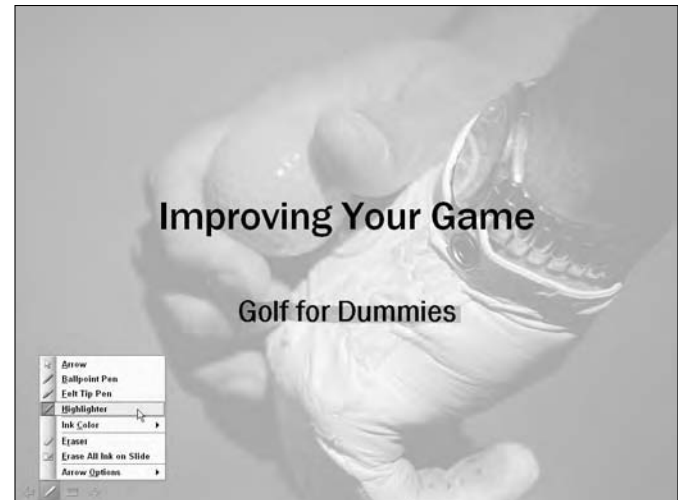 Improving Your Game
Golf for Dummies
Arrow
Ballpoint Pen
Felt Tip Pen
Highlighter
Ink Color
Eraser
Erase All Ink on Slide
Arrow Options